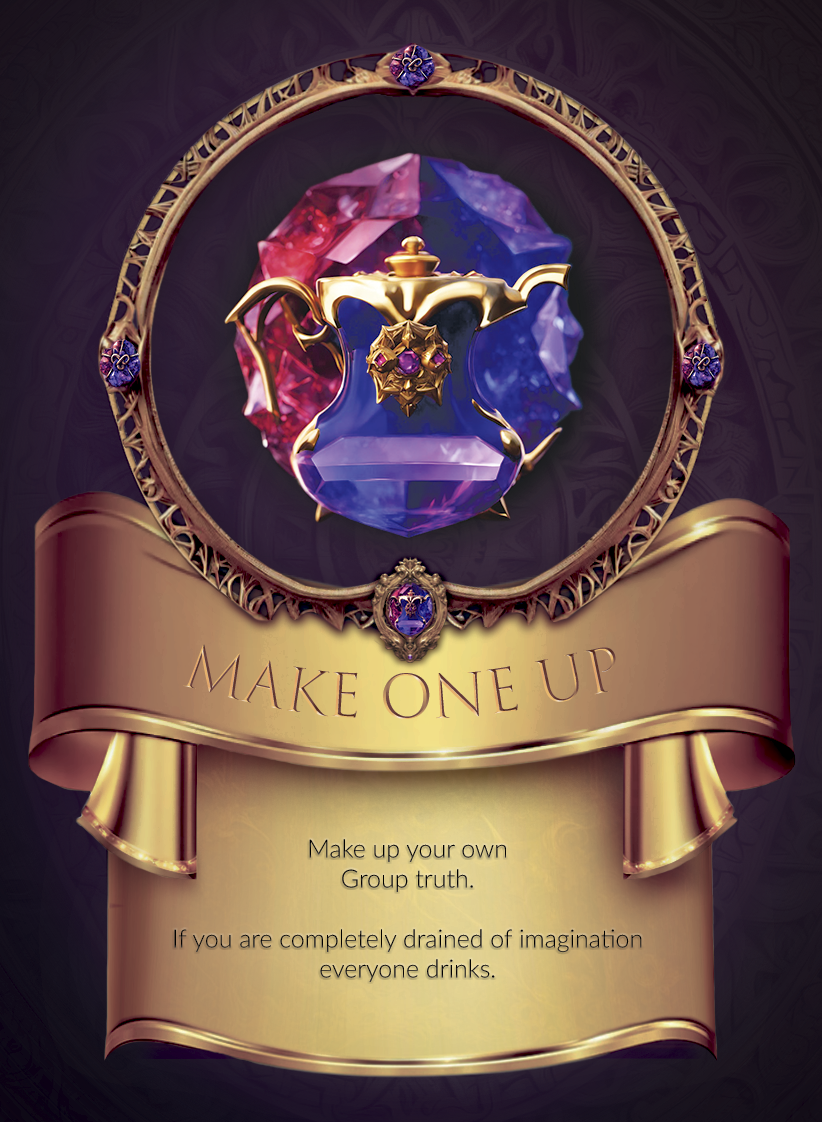 MAKE ONE UP
Make up your own
Group truth.
If you are completely drained of imagination
everyone drinks.